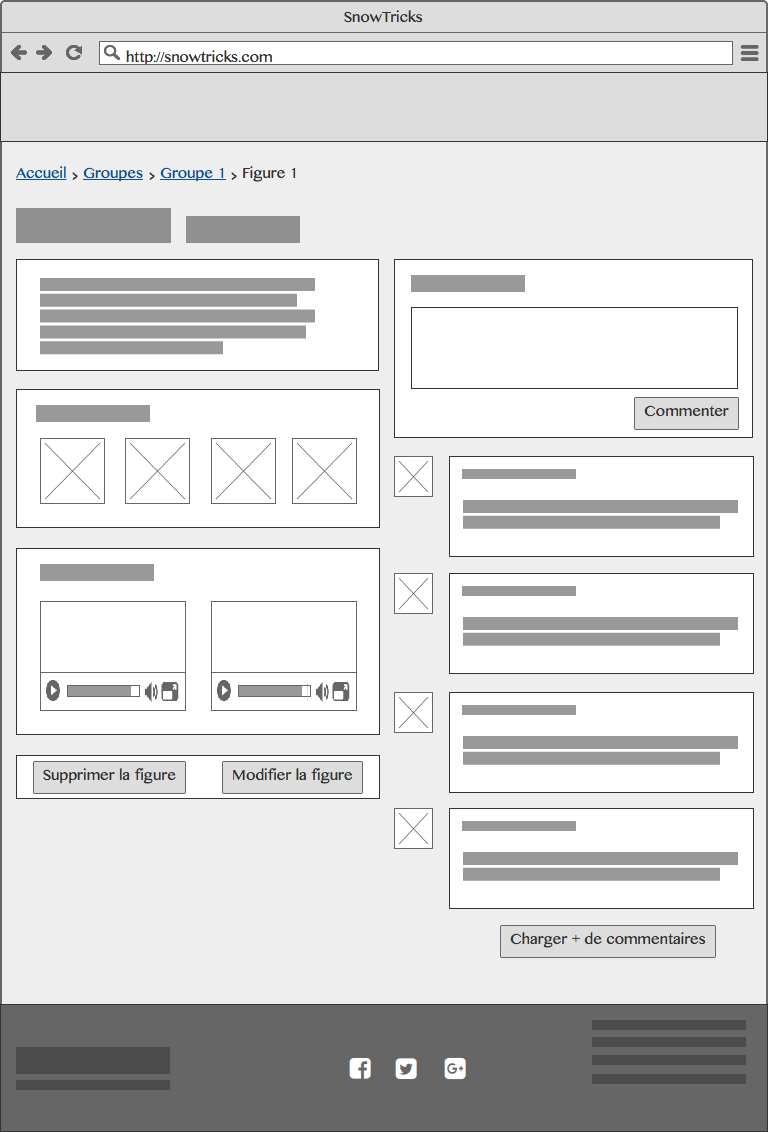 SnowTricks
http://snowtricks.com
Accueil > Groupes > Groupe 1 > Figure 1
Commenter
Supprimer la figure
Modifier la figure
Charger + de commentaires